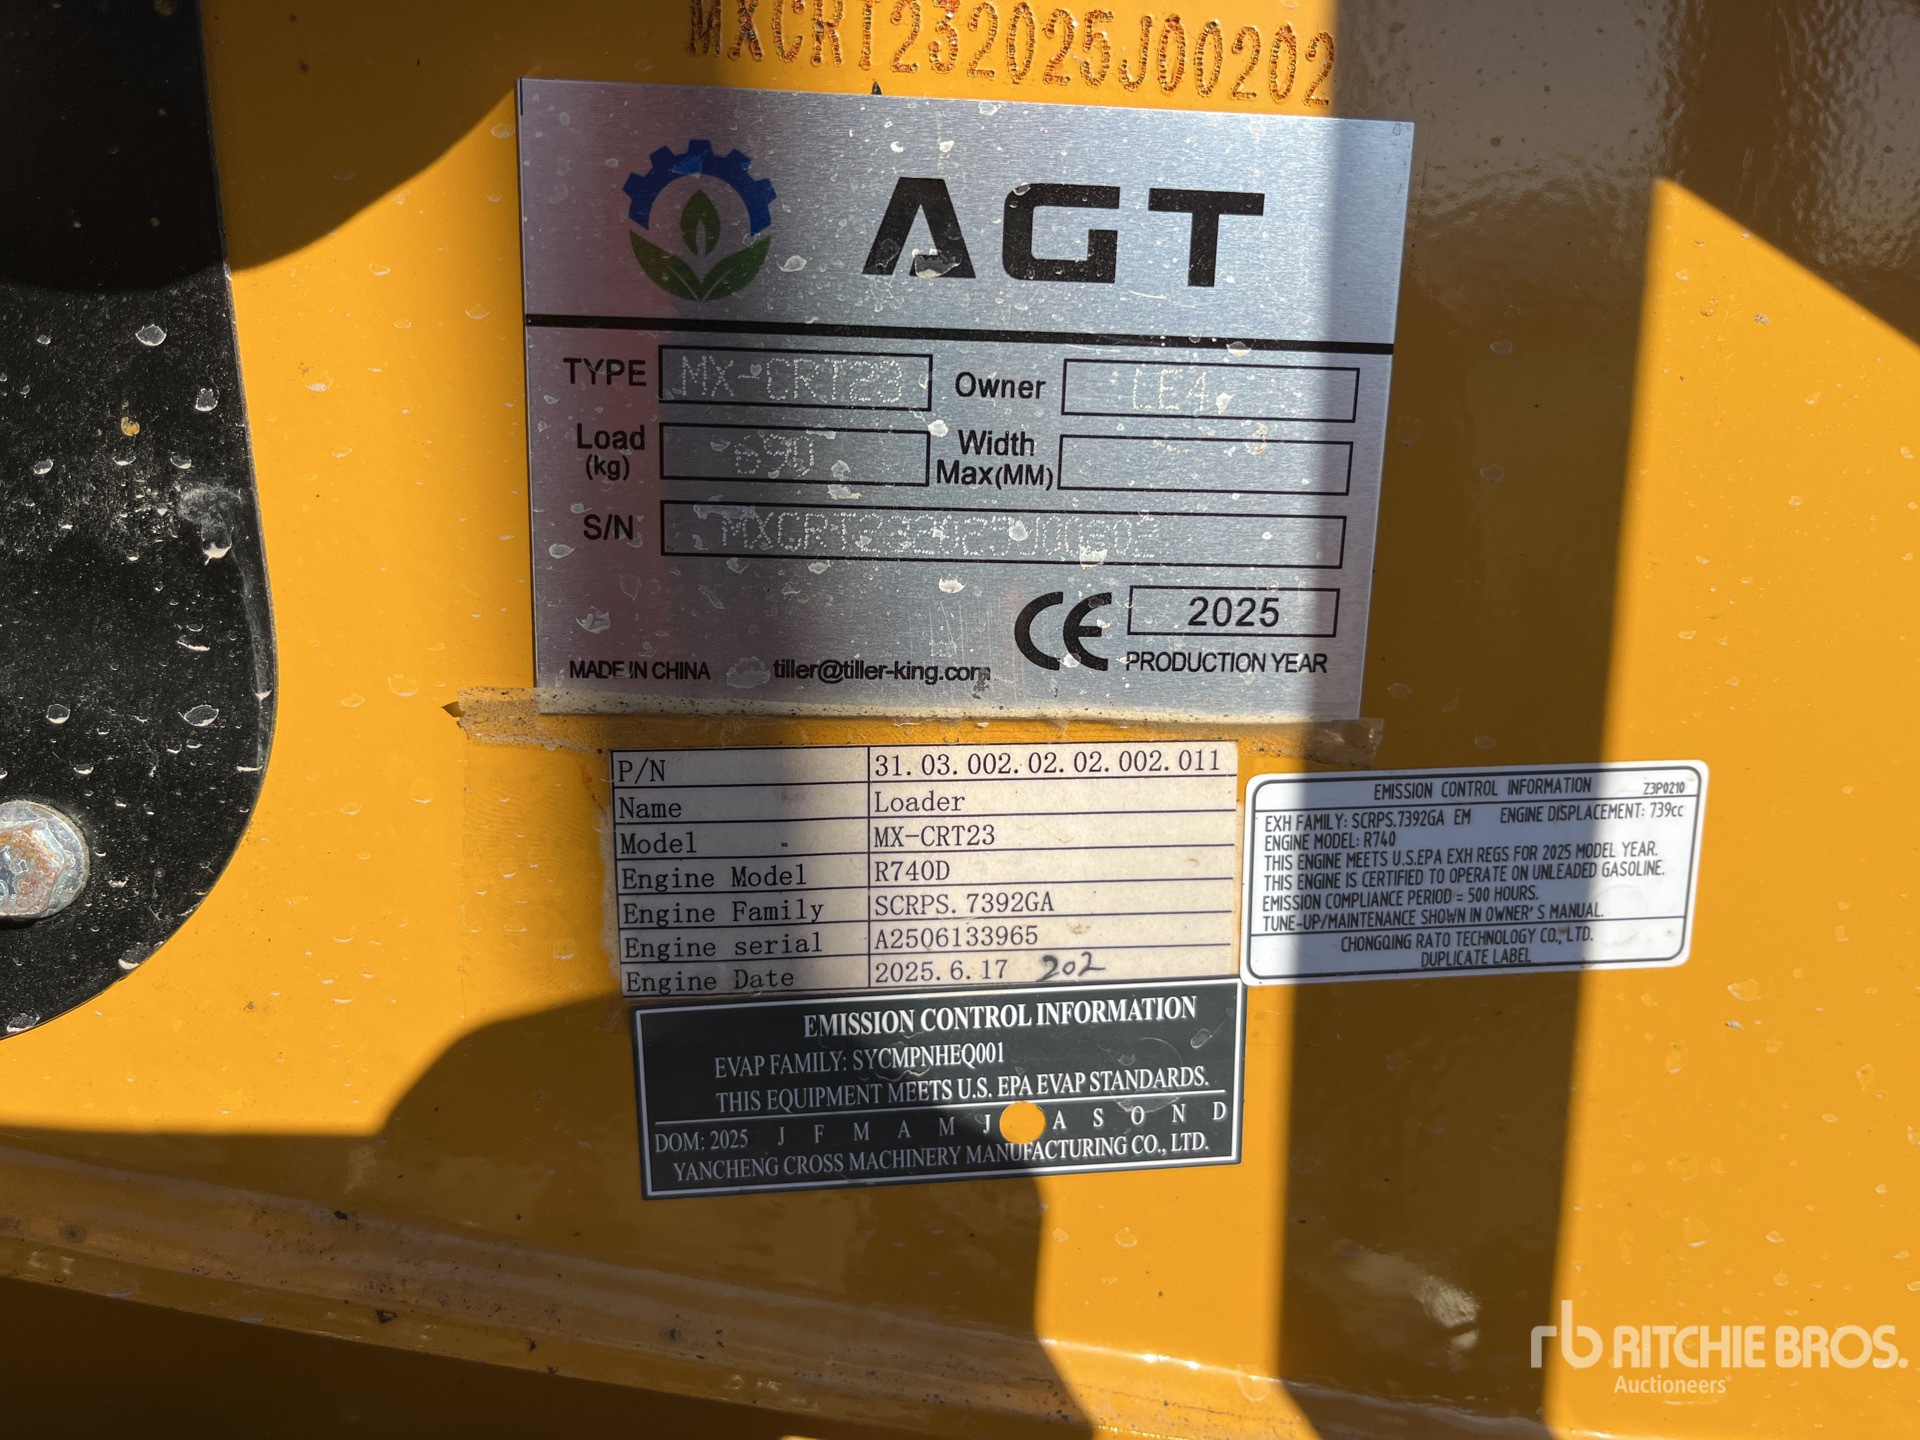 MXCRT232025J00202
AGT
TYPE MX-CRT23 Owner LE4
Load (kg) 690 Width Max(MM)
S/N MXCRT232025J00202
CE 2025
MADE IN CHINA tiller@tiller-king.com PRODUCTION YEAR
P/N 31.03.002.02.02.002.011
Name Loader
Model MX-CRT23
Engine Model R740D
Engine Family SCRPS.7392GA
Engine serial A2506133965
Engine Date 2025.6.17 202
EMISSION CONTROL INFORMATION Z3P0210
EXH FAMILY: SCRPS.7392GA EM ENGINE DISPLACEMENT: 739cc
ENGINE MODEL: R740
THIS ENGINE MEETS U.S.EPA EXH REGS FOR 2025 MODEL YEAR.
THIS ENGINE IS CERTIFIED TO OPERATE ON UNLEADED GASOLINE.
EMISSION COMPLIANCE PERIOD = 500 HOURS.
TUNE-UP/MAINTENANCE SHOWN IN OWNER'S MANUAL.
CHONGQING RATO TECHNOLOGY CO., LTD.
DUPLICATE LABEL
EMISSION CONTROL INFORMATION
EVAP FAMILY: SYCMPNHEQ001
THIS EQUIPMENT MEETS U.S. EPA EVAP STANDARDS.
DOM: 2025 J F M A M J A S O N D
YANCHENG CROSS MACHINERY MANUFACTURING CO., LTD.
rb RITCHIE BROS.
Auctioneers